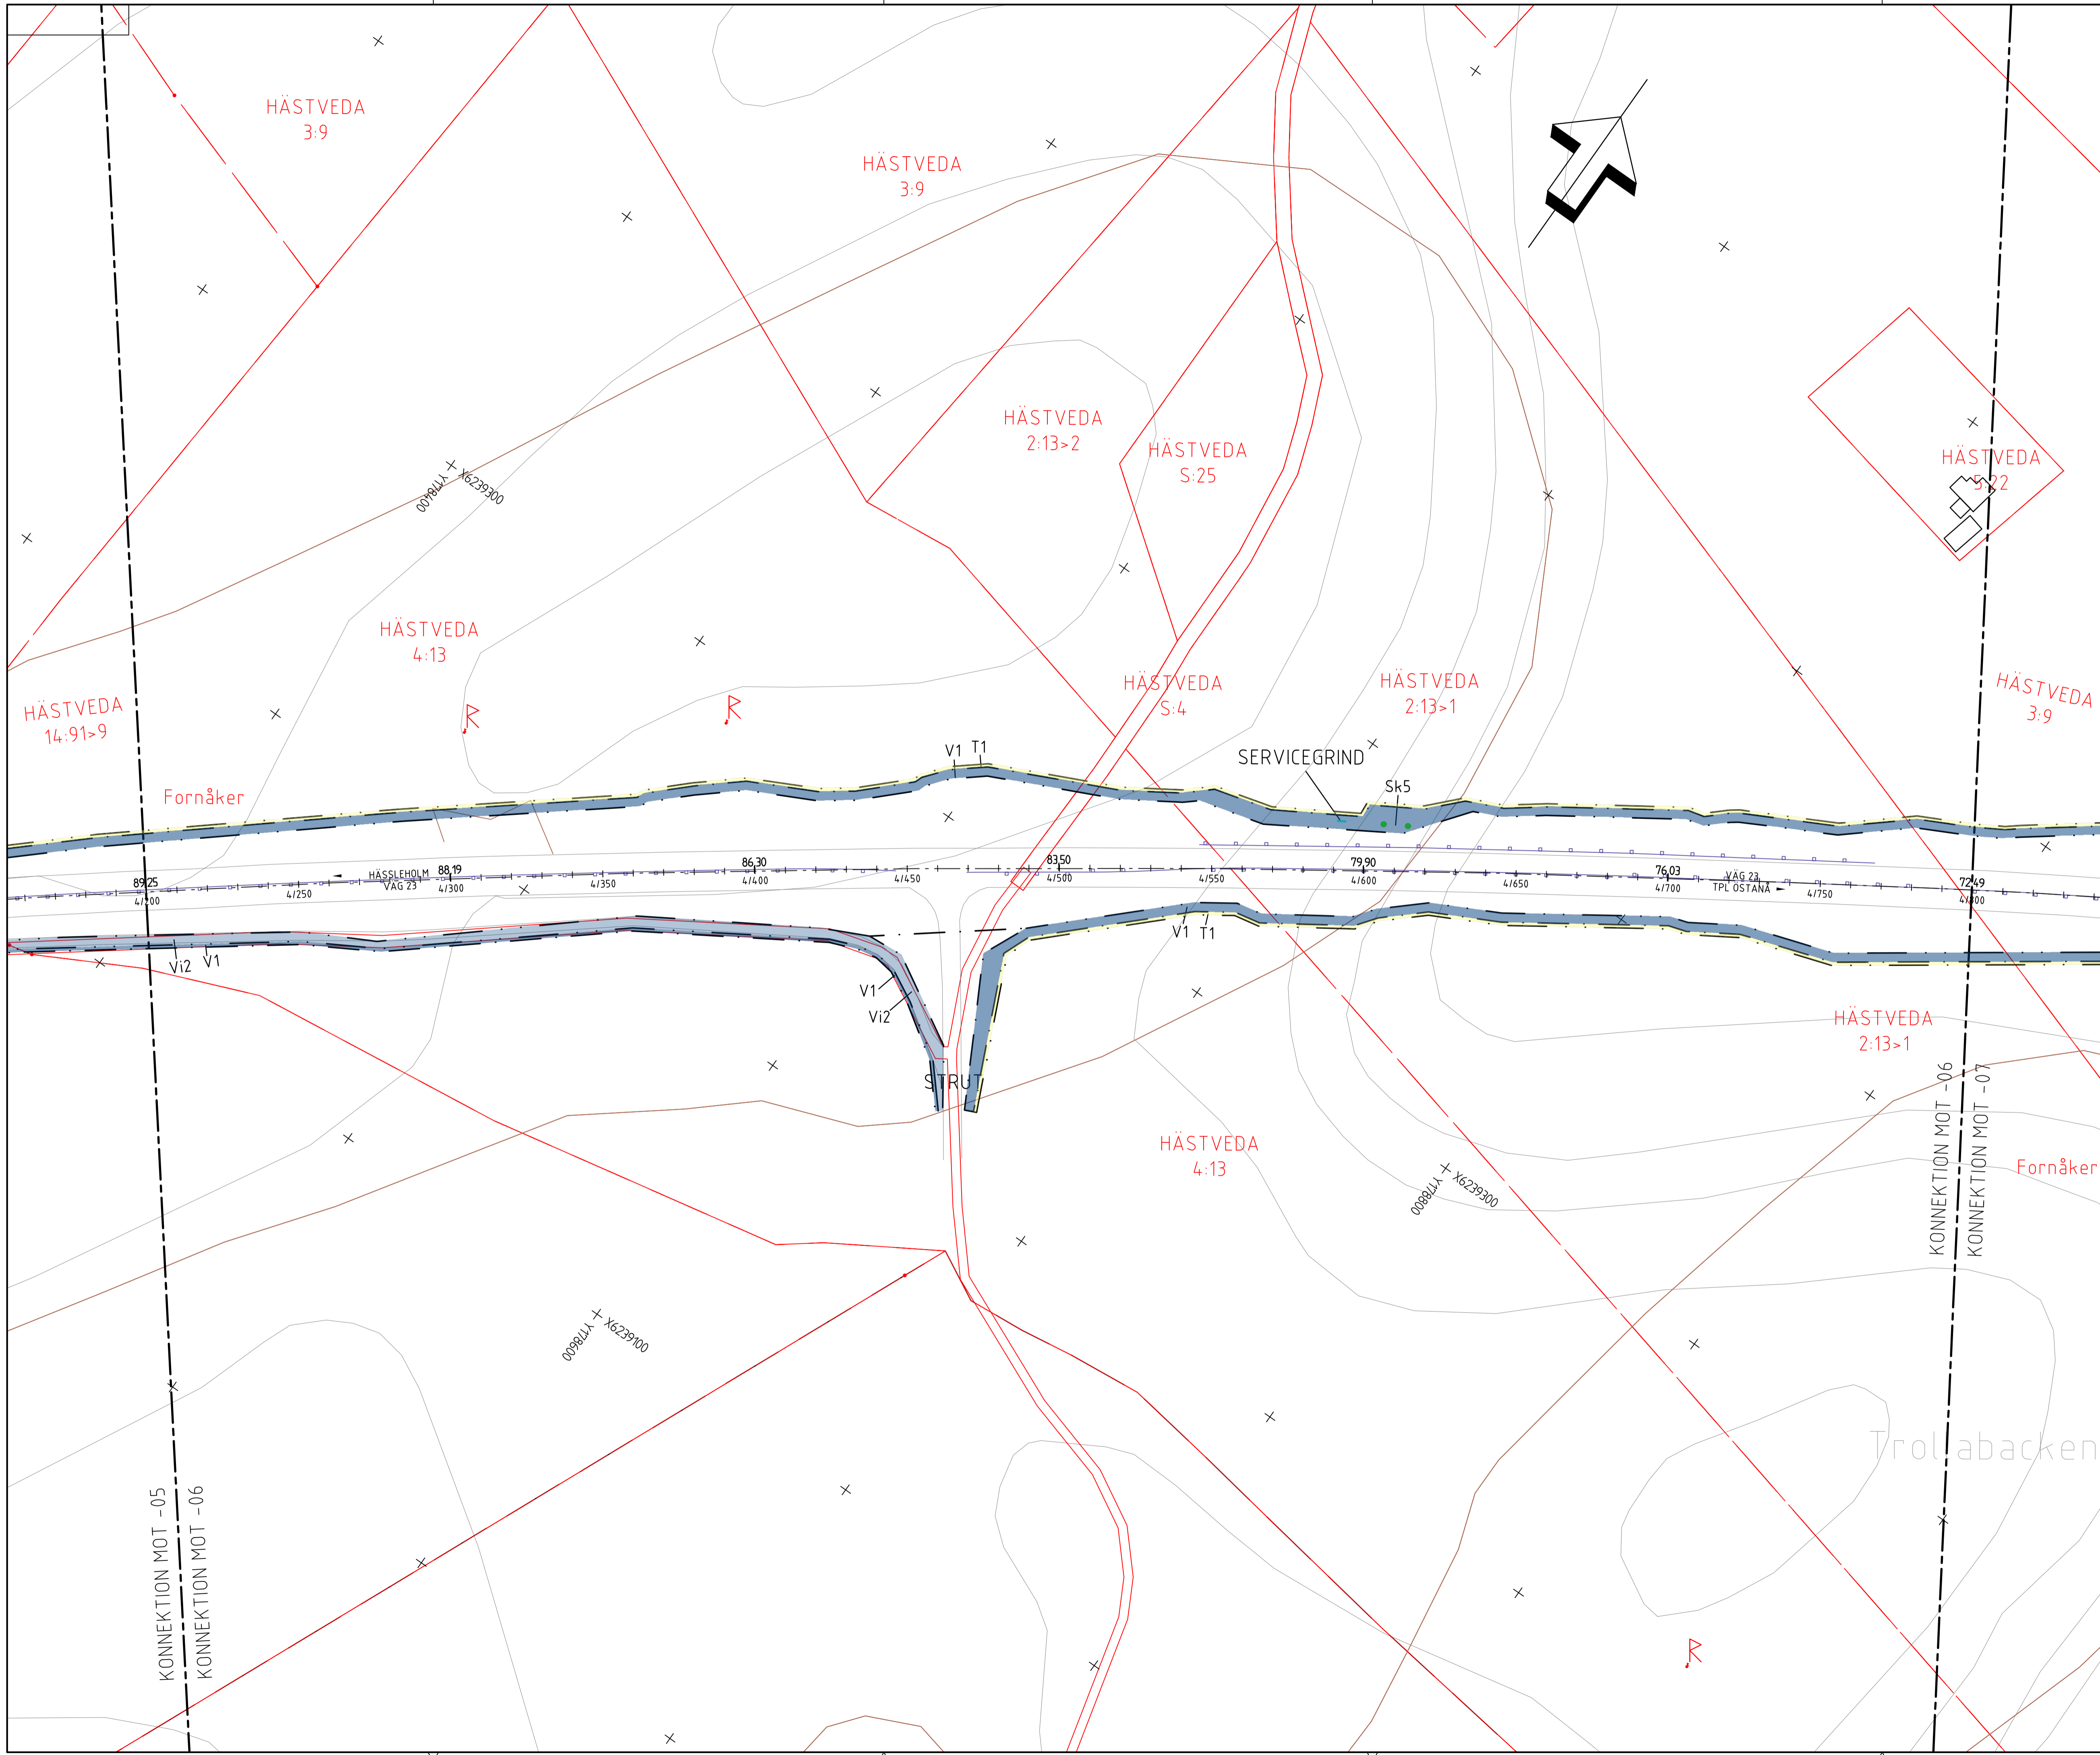 HÄSTVEDA
3:9
HÄSTVEDA
3:9
HÄSTVEDA
2:13>2
HÄSTVEDA
S:25
HÄSTVEDA
5:22
X6239300
Y178400
HÄSTVEDA
4:13
HÄSTVEDA
14:91>9
HÄSTVEDA
S:4
HÄSTVEDA
2:13>1
HÄSTVEDA
3:9
R
R
V1
T1
SERVICEGRIND
Sk5
Fornåker
89,25
88,19
86,30
83,50
79,90
76,03
72,49
HÄSSLEHOLM
VÄG 23
VÄG 23
TPL ÖSTANÅ
4/200
4/250
4/300
4/350
4/400
4/450
4/500
4/550
4/600
4/650
4/700
4/750
4/800
Vi2
V1
V1
T1
V1
Vi2
STRUT
HÄSTVEDA
2:13>1
HÄSTVEDA
4:13
X6239300
Y178800
KONNEKTION MOT -06
KONNEKTION MOT -07
Fornåker
X6239100
Y178600
Trollabacken
KONNEKTION MOT -05
KONNEKTION MOT -06
R